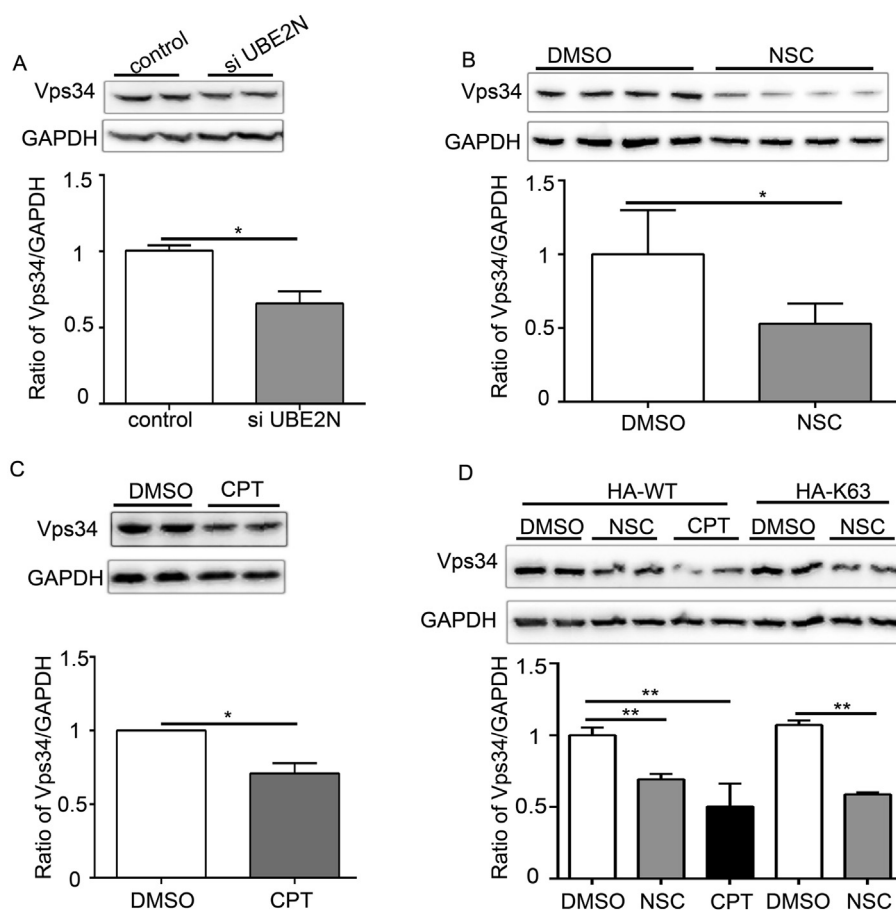 A
control si UBE2N
Vps34
GAPDH
Ratio of Vps34/GAPDH
1.5
1
0.5
0
*
control si UBE2N
B
DMSO NSC
Vps34
GAPDH
Ratio of Vps34/GAPDH
1.5
1
0.5
0
*
DMSO NSC
C
DMSO CPT
Vps34
GAPDH
Ratio of Vps34/GAPDH
1.5
1
0.5
0
*
DMSO CPT
D
HA-WT HA-K63
DMSO NSC CPT DMSO NSC
Vps34
GAPDH
Ratio of Vps34/GAPDH
1.5
1
0.5
0
**
** **
DMSO NSC CPT DMSO NSC